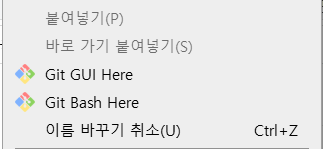 붙여넣기(P)
바로 가기 붙여넣기(S)
Git GUI Here
Git Bash Here
이름 바꾸기 취소(U) Ctrl+Z